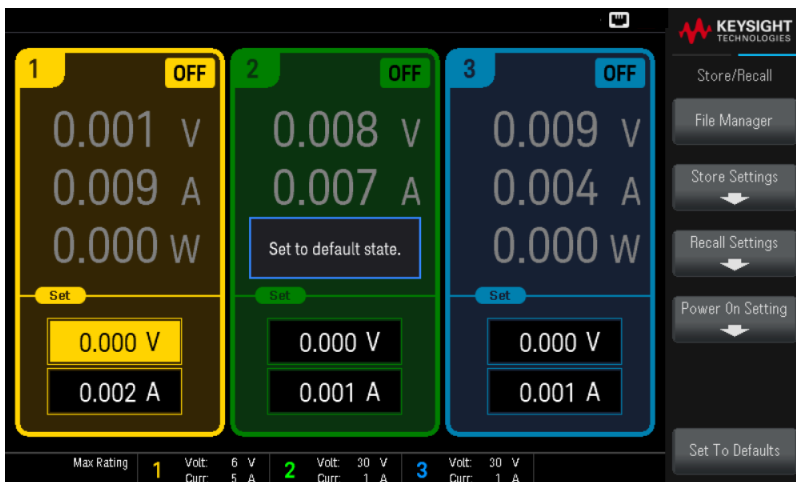 KEYSIGHT
TECHNOLOGIES
Store/Recall
File Manager
Store Settings
Recall Settings
Power On Setting
Set To Defaults
1 OFF
0.001 V
0.009 A
0.000 W
Set
0.000 V
0.002 A
2 OFF
0.008 V
0.007 A
Set to default state.
Set
0.000 V
0.001 A
3 OFF
0.009 V
0.004 A
0.000 W
Set
0.000 V
0.001 A
Max Rating
1 Volt: 6 V
Curr: 5 A
2 Volt: 30 V
Curr: 1 A
3 Volt: 30 V
Curr: 1 A